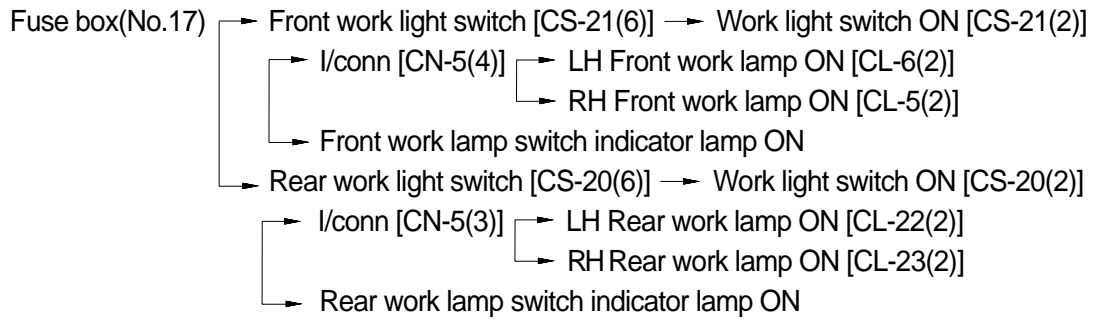 Fuse box(No.17) Front work light switch [CS-21(6)] Work light switch ON [CS-21(2)]
I/conn [CN-5(4)] LH Front work lamp ON [CL-6(2)]
RH Front work lamp ON [CL-5(2)]
Front work lamp switch indicator lamp ON
Rear work light switch [CS-20(6)] Work light switch ON [CS-20(2)]
I/conn [CN-5(3)] LH Rear work lamp ON [CL-22(2)]
RH Rear work lamp ON [CL-23(2)]
Rear work lamp switch indicator lamp ON